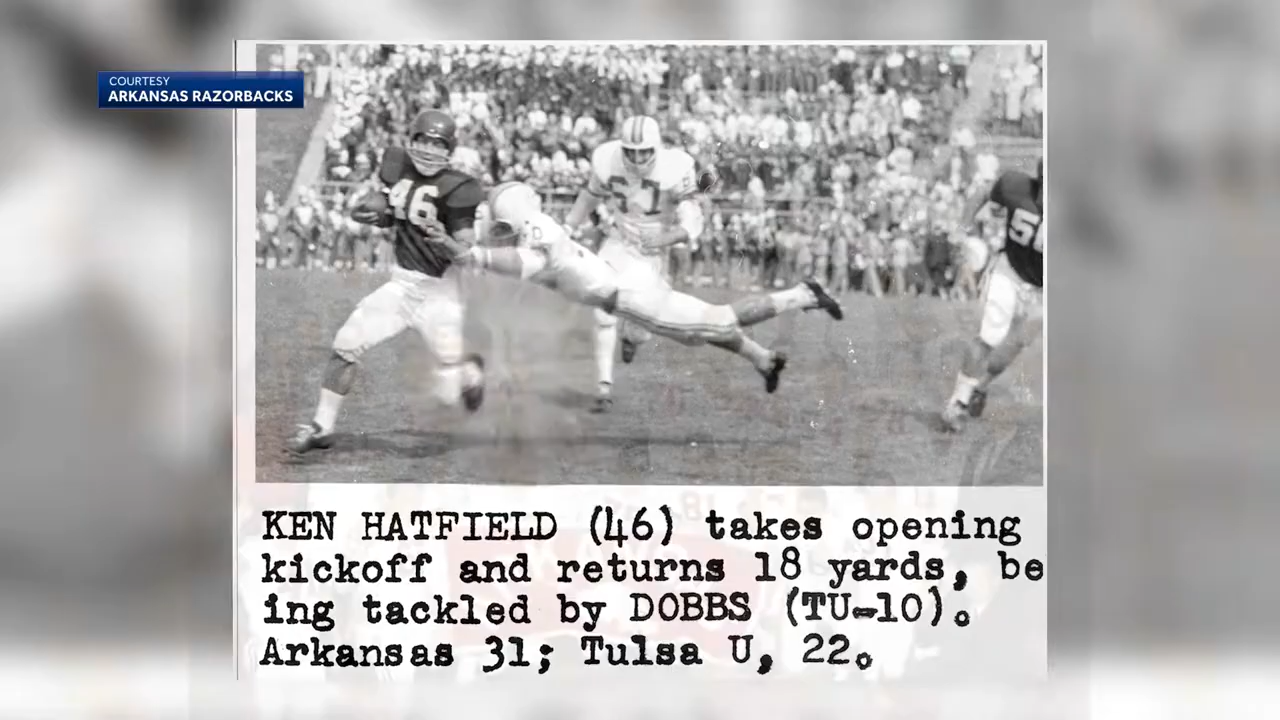 COURTESY
ARKANSAS RAZORBACKS
46
67
KEN HATFIELD (46) takes opening
kickoff and returns 18 yards, be
ing tackled by DOBBS (TU-10).
Arkansas 31; Tulsa U, 22.